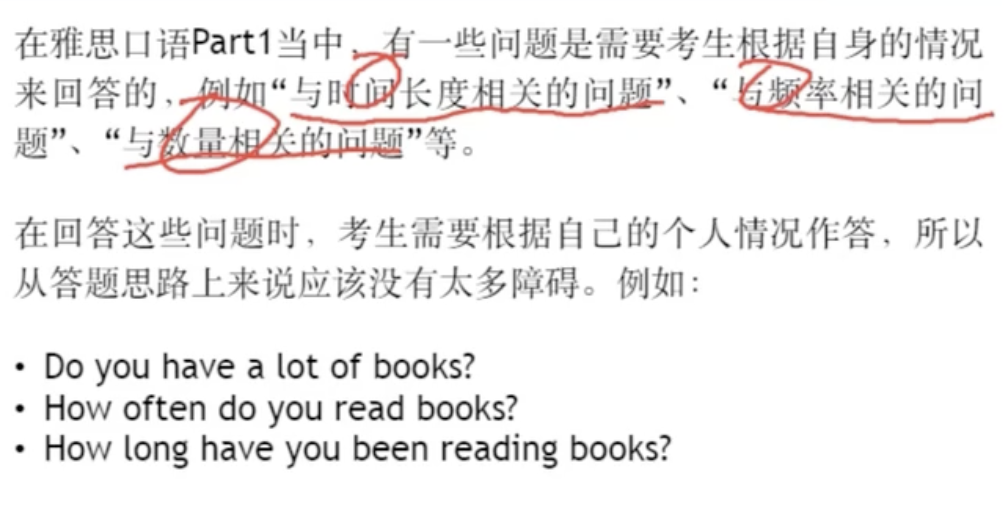 在雅思口语Part1当中，有一些问题是需要考生根据自身的情况
来回答的，例如“与时间长度相关的问题”、“与频率相关的问
题”、“与数量相关的问题”等。
在回答这些问题时，考生需要根据自己的个人情况作答，所以
从答题思路上来说应该没有太多障碍。例如：
• Do you have a lot of books?
• How often do you read books?
• How long have you been reading books?